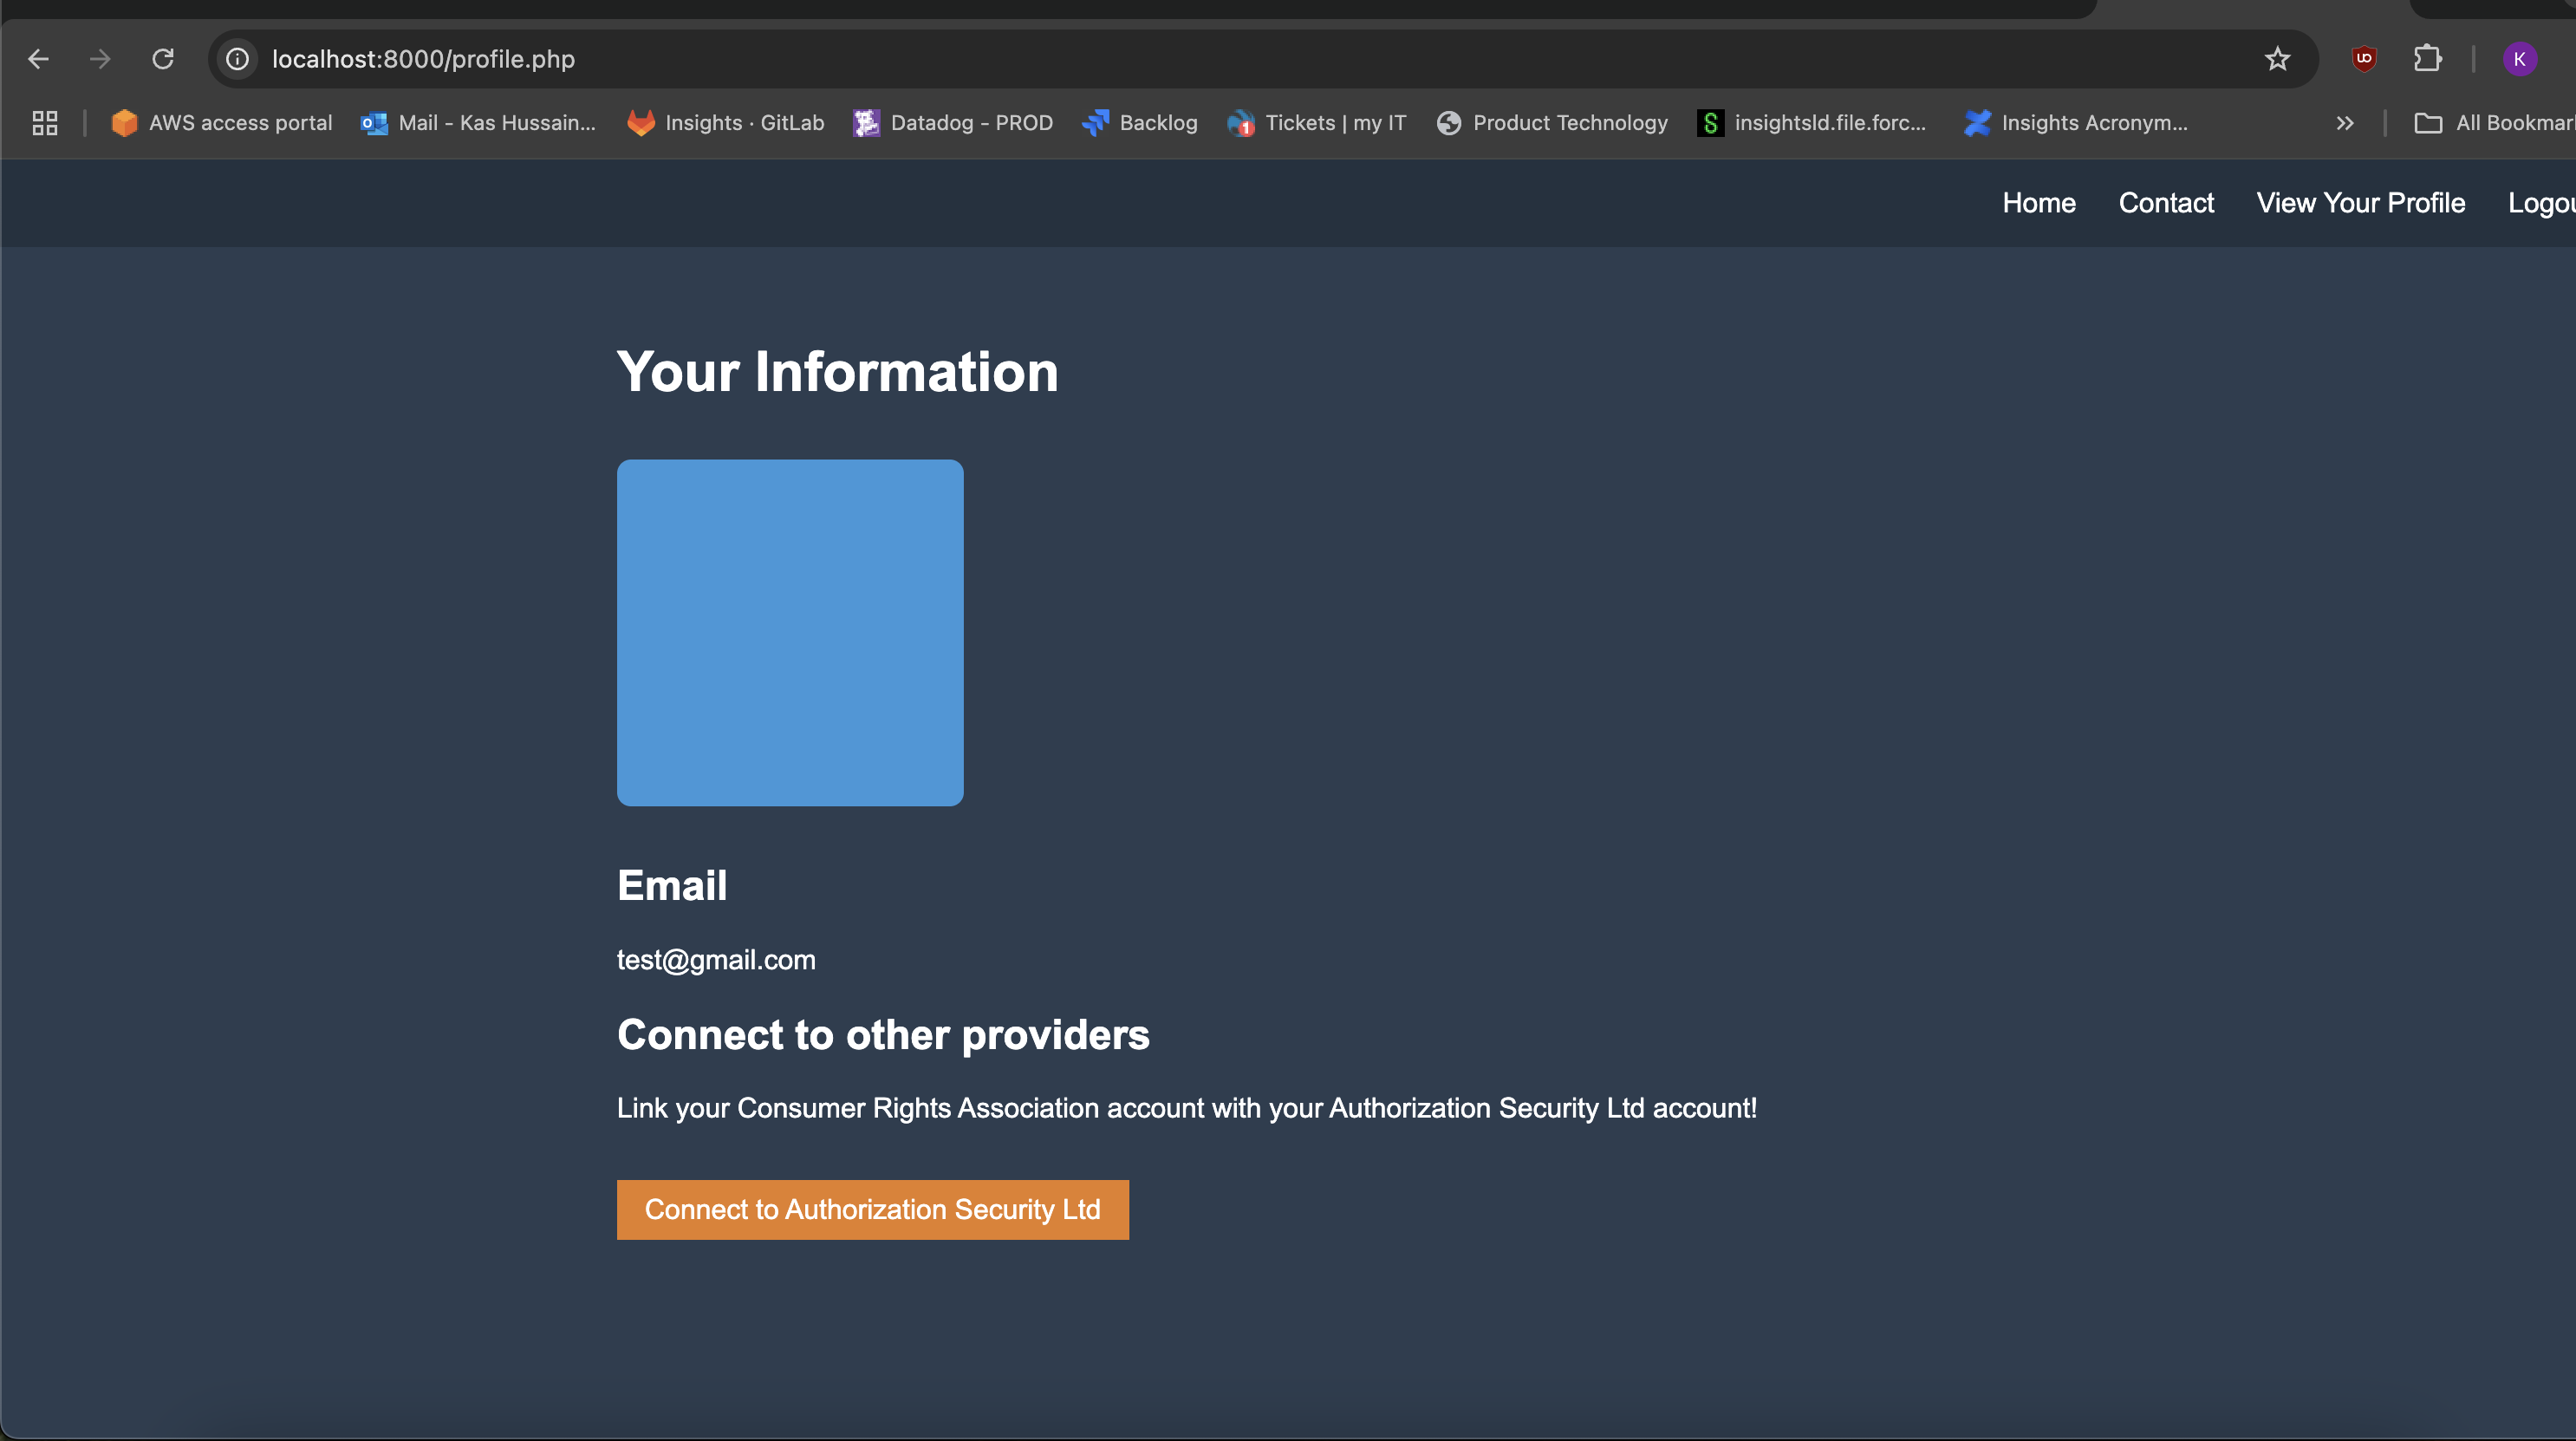 localhost:8000/profile.php
K
AWS access portal Mail - Kas Hussain... Insights · GitLab Datadog - PROD Backlog Tickets | my IT Product Technology insightsld.file.forc... Insights Acronym... All Bookmar
Home Contact View Your Profile Logou
Your Information
Email
test@gmail.com
Connect to other providers
Link your Consumer Rights Association account with your Authorization Security Ltd account!
Connect to Authorization Security Ltd